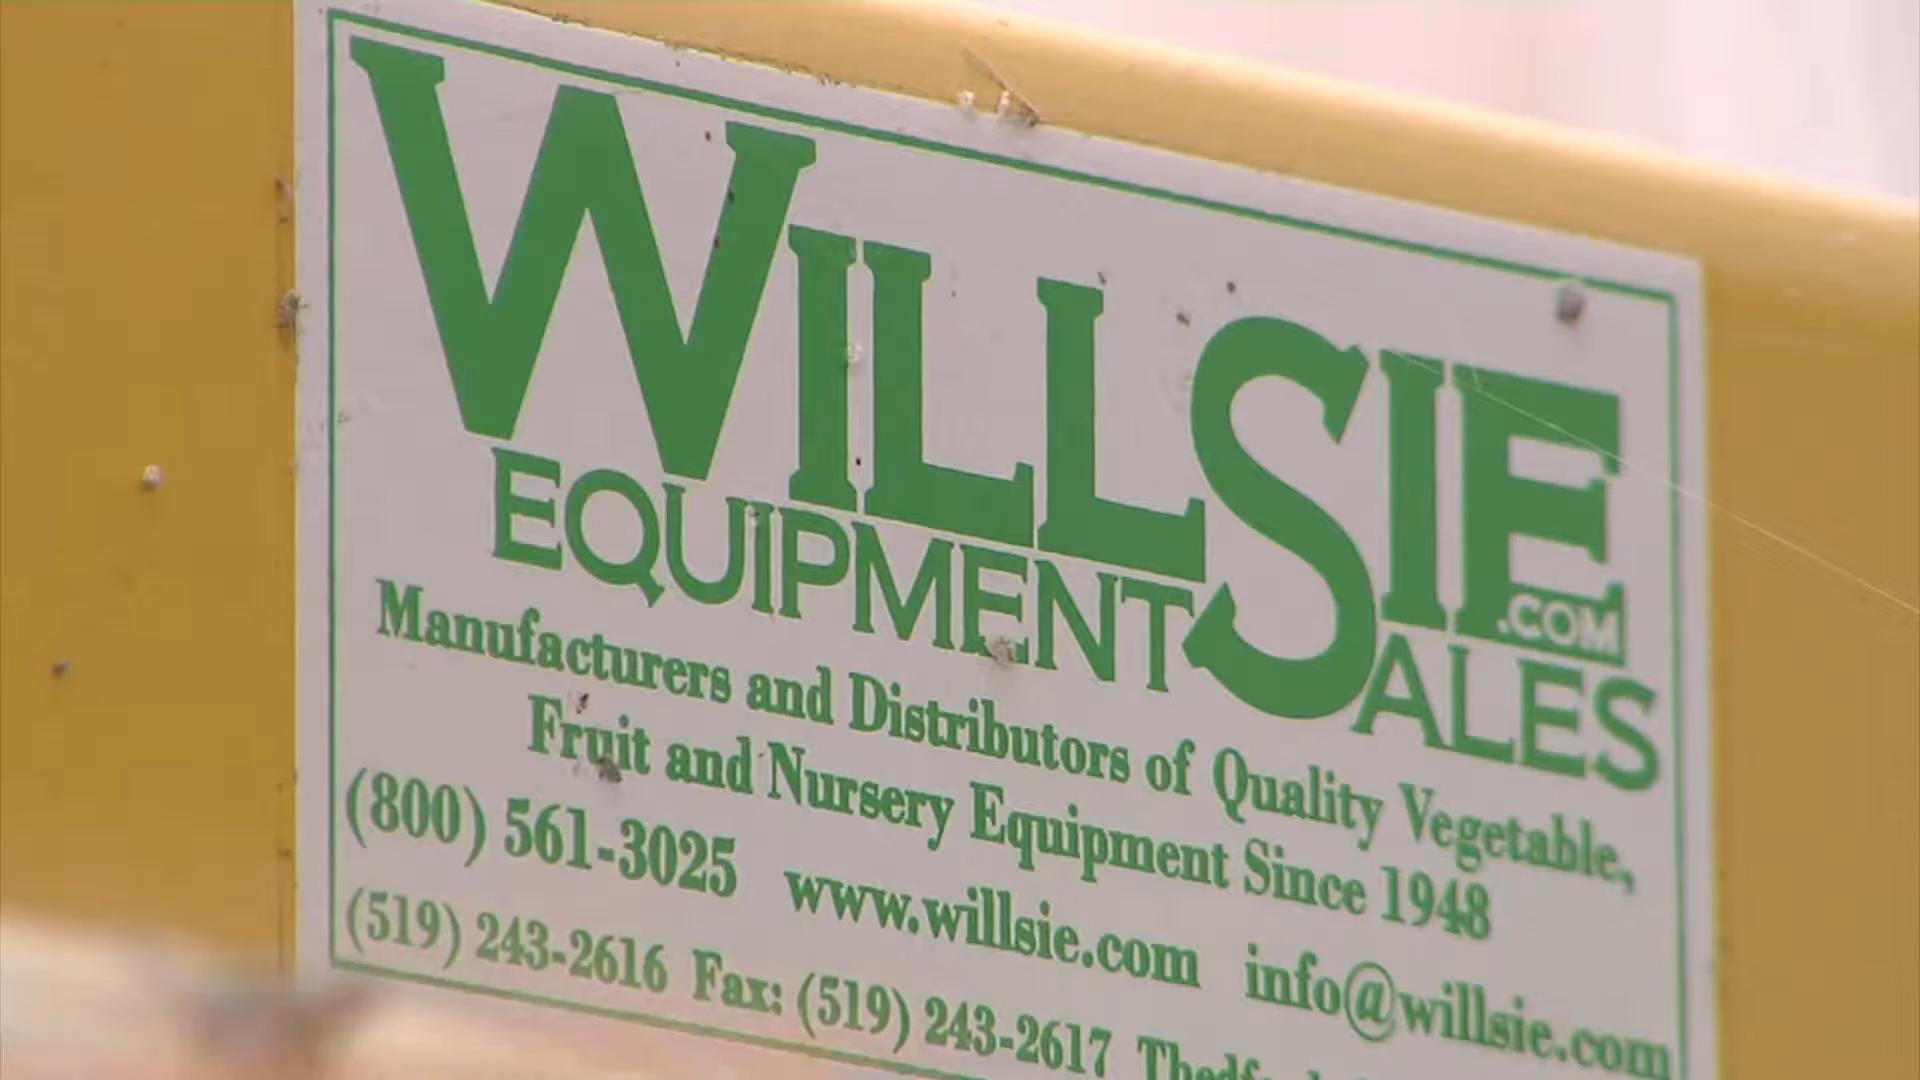 WILLSIE
.COM
EQUIPMENT SALES
Manufacturers and Distributors of Quality Vegetable,
Fruit and Nursery Equipment Since 1948
(800) 561-3025 www.willsie.com info@willsie.com
(519) 243-2616 Fax: (519) 243-2617